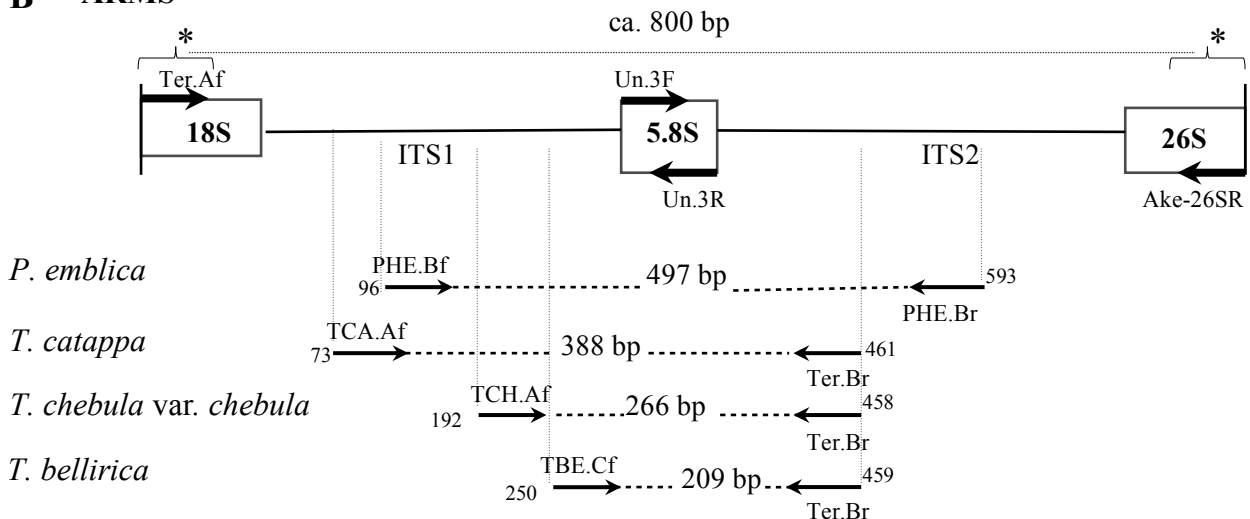 B ARMS
ca. 800 bp
* *
Ter.Af Un.3F
18S 5.8S 26S
ITS1 ITS2
Un.3R Ake-26SR
P. emblica PHE.Bf 96 497 bp 593 PHE.Br
T. catappa TCA.Af 73 388 bp 461 Ter.Br
T. chebula var. chebula TCH.Af 192 266 bp 458 Ter.Br
T. bellirica TBE.Cf 250 209 bp 459 Ter.Br